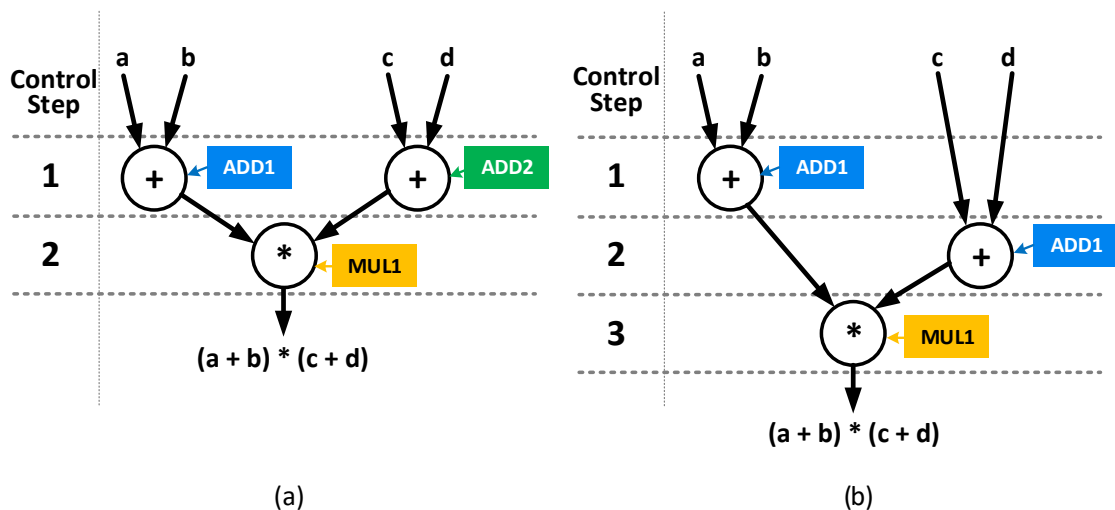 a b c d
Control
Step
1 + ADD1 + ADD2
2 * MUL1
(a + b) * (c + d)
(a)
a b c d
Control
Step
1 + ADD1
2 + ADD1
3 * MUL1
(a + b) * (c + d)
(b)